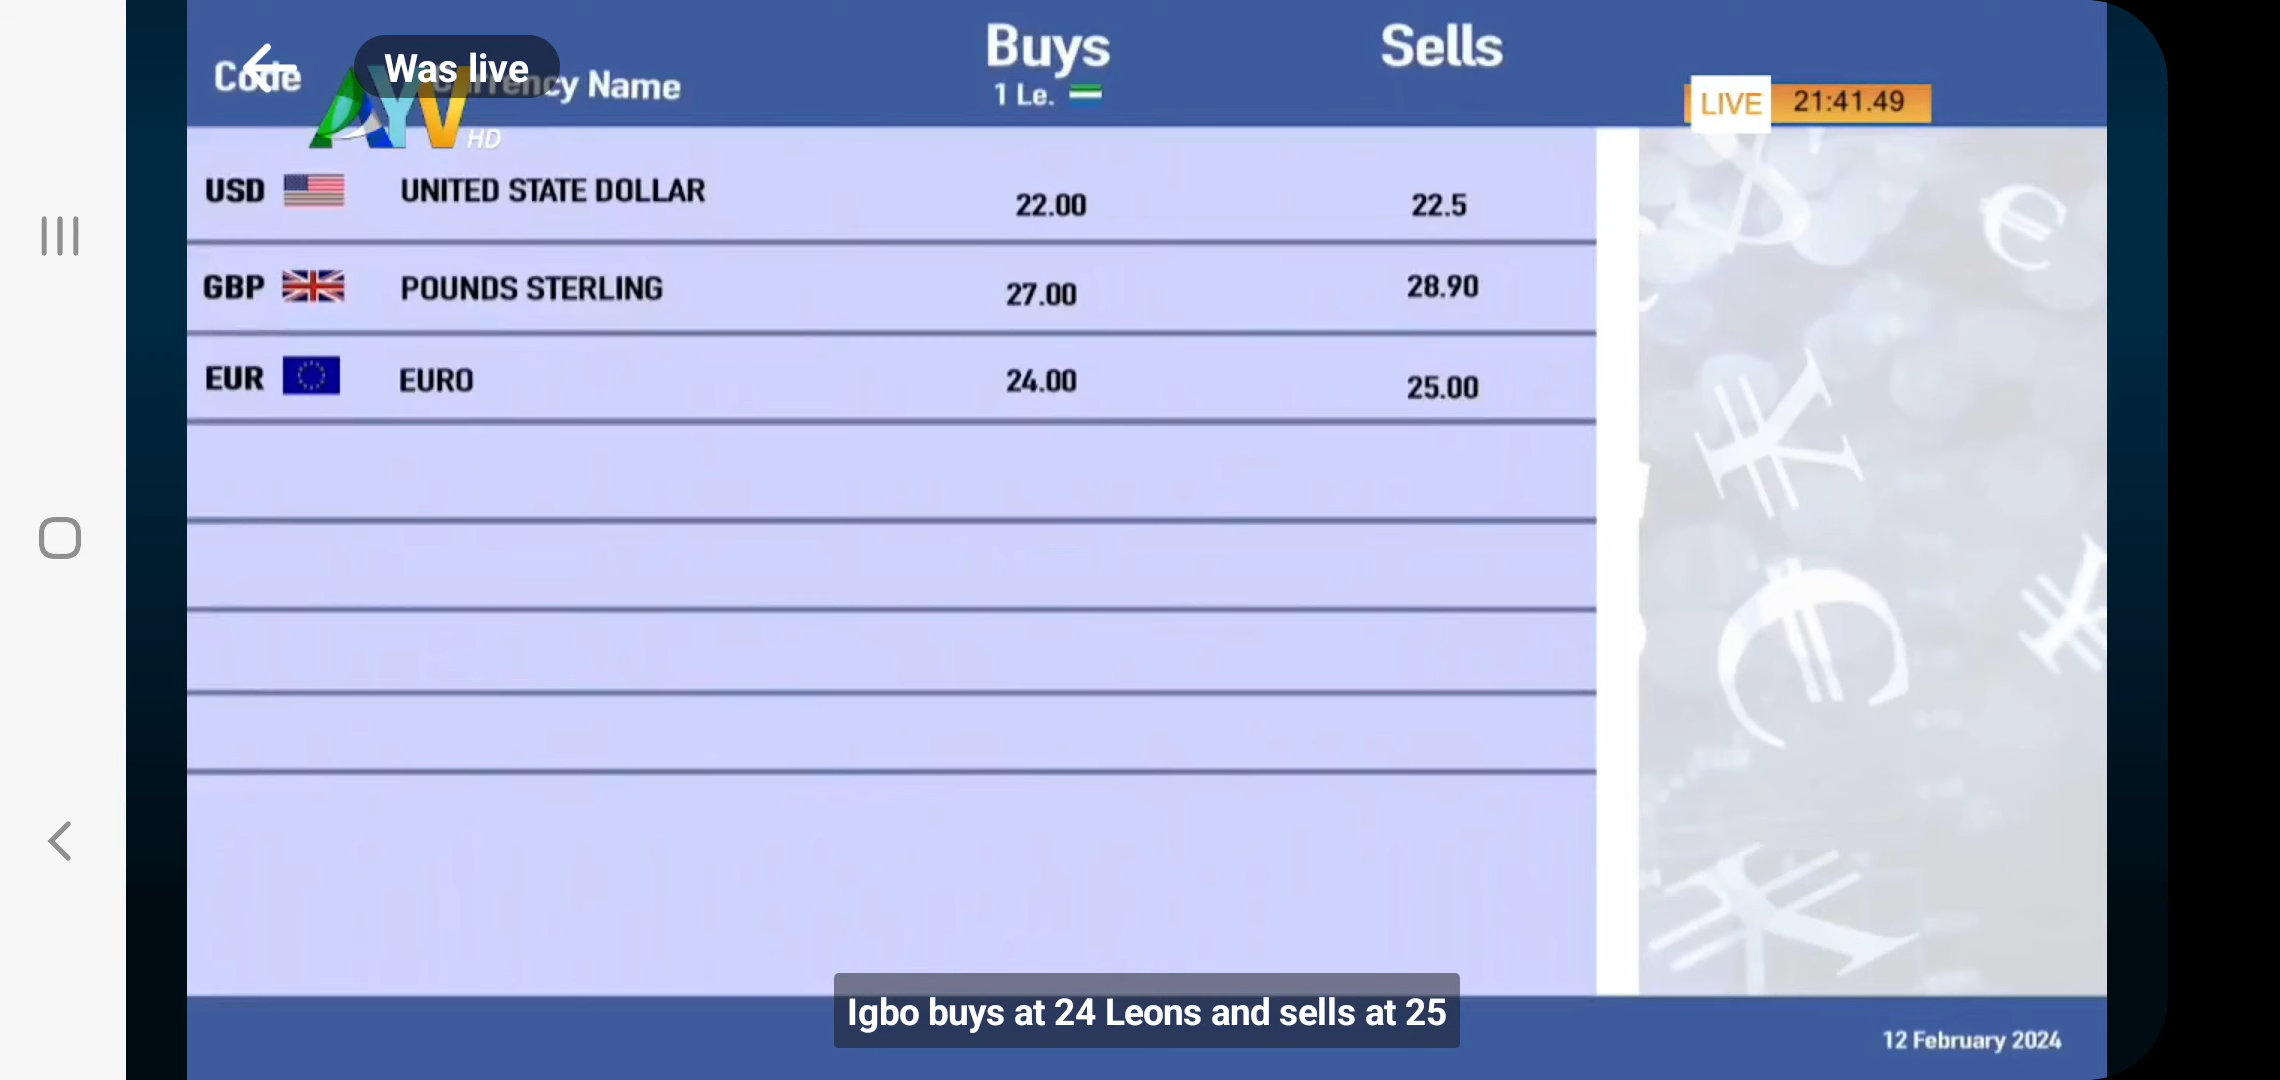 Was live
Code
Currency Name
Buys
1 Le.
Sells
AYV HD
LIVE 21:41.49
USD UNITED STATE DOLLAR 22.00 22.5
GBP POUNDS STERLING 27.00 28.90
EUR EURO 24.00 25.00
Igbo buys at 24 Leons and sells at 25
12 February 2024